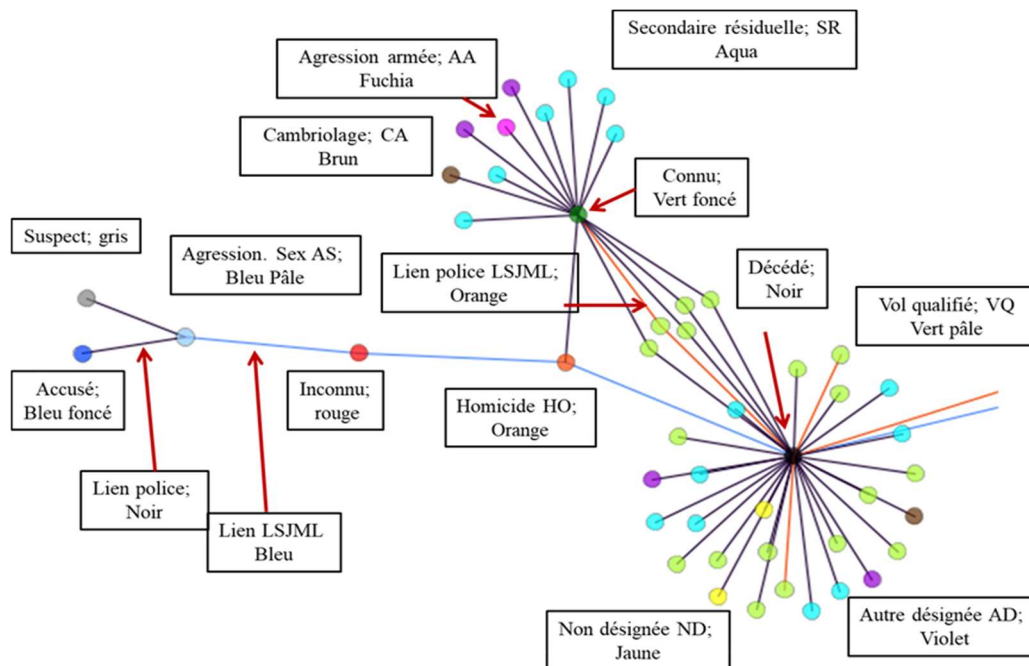 Secondaire résiduelle; SR
Aqua
Agression armée; AA
Fuchia
Cambriolage; CA
Brun
Connu;
Vert foncé
Suspect; gris
Agression. Sex AS;
Bleu Pâle
Lien police LSJML;
Orange
Décédé;
Noir
Vol qualifié; VQ
Vert pâle
Accusé;
Bleu foncé
Inconnu;
rouge
Homicide HO;
Orange
Lien police;
Noir
Lien LSJML
Bleu
Non désignée ND;
Jaune
Autre désignée AD;
Violet